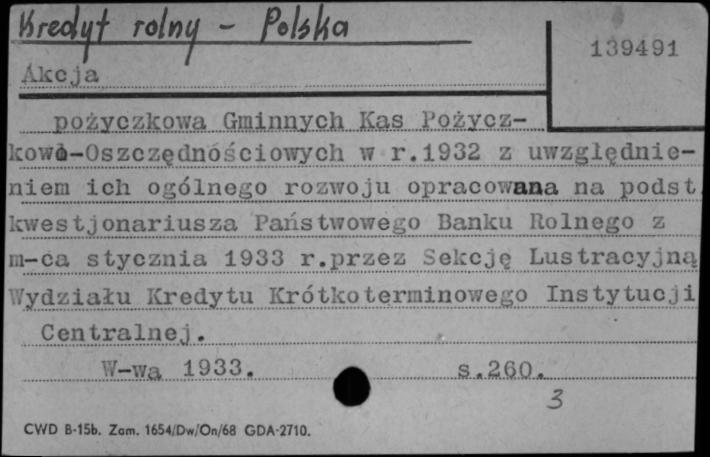 Kredyt rolny - Polska
139491
Akcja
pożyczkowa Gminnych Kas Pożycz-
kowo-Oszczędnościowych w r.1932 z uwzględnie-
niem ich ogólnego rozwoju opracowana na podst
kwestjonariusza Państwowego Banku Rolnego z
m-ca stycznia 1933 r.przez Sekcję Lustracyjną
Wydziału Kredytu Krótkoterminowego Instytucji
Centralnej.
W-wa 1933. s.260.
3
CWD B-15b. Zam. 1654/Dw/On/68 GDA-2710.